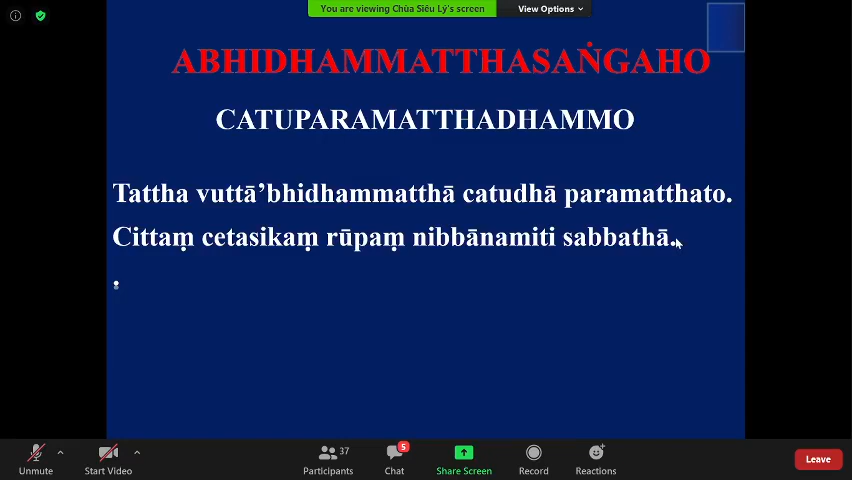 You are viewing Chùa Siêu Lý's screen
View Options
ABHIDHAMMATTHASAṄGAHO
CATUPARAMATTHADHAMMO
Tattha vuttā’bhidhammatthā catudhā paramatthato.
Cittaṃ cetasikaṃ rūpaṃ nibbānamiti sabbathā.
.
Unmute
Start Video
37
Participants
5
Chat
Share Screen
Record
Reactions
Leave